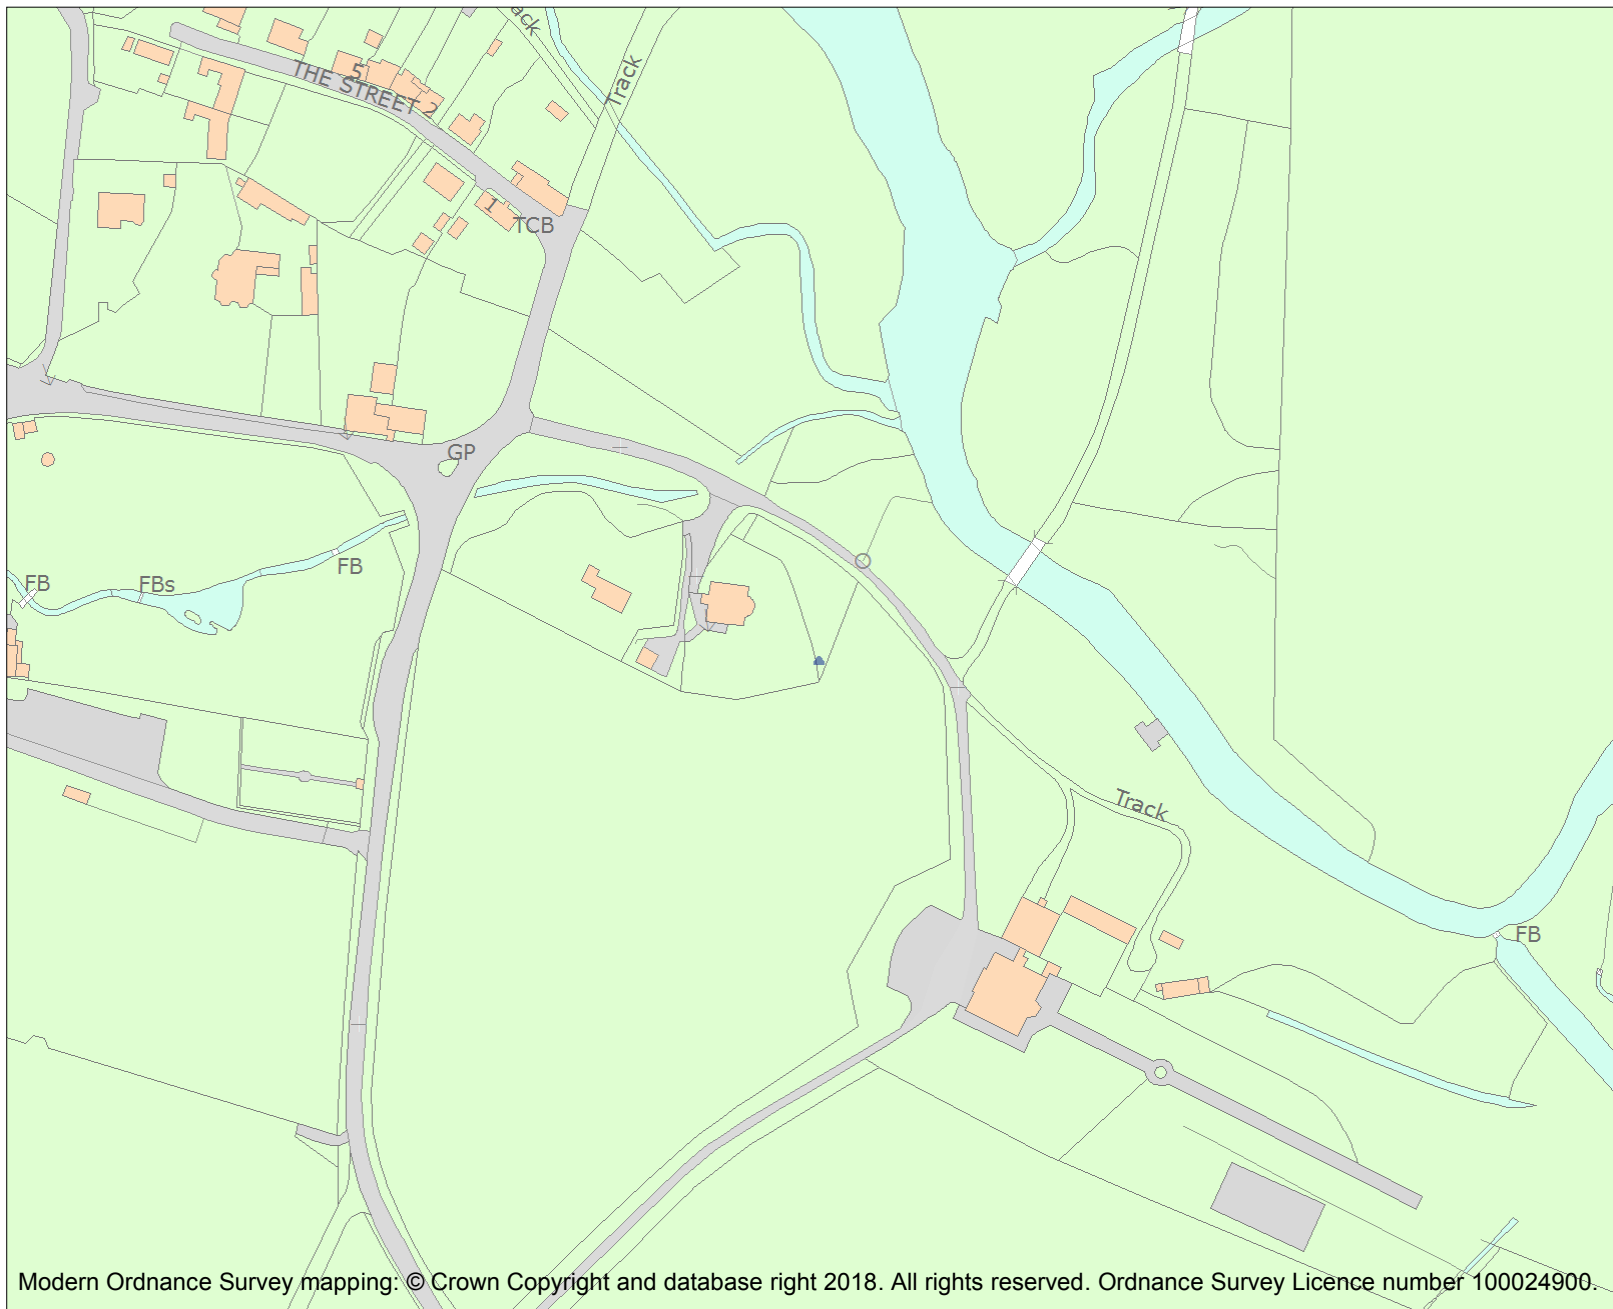 ack
Track
5
THE STREET
2
1
TCB
GP
FB
FB
FBs
Track
FB
Modern Ordnance Survey mapping: © Crown Copyright and database right 2018. All rights reserved. Ordnance Survey Licence number 100024900.